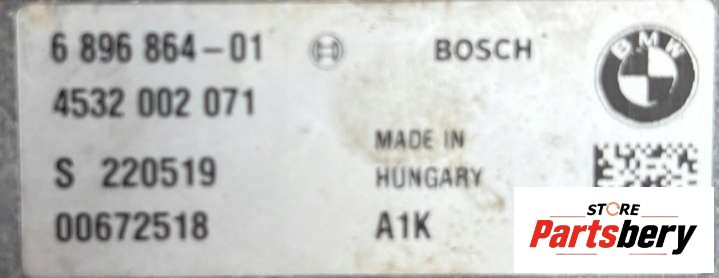 6 896 864-01 BOSCH BMW
4532 002 071
MADE IN
S 220519 HUNGARY
00672518 A1K
STORE
Partsbery